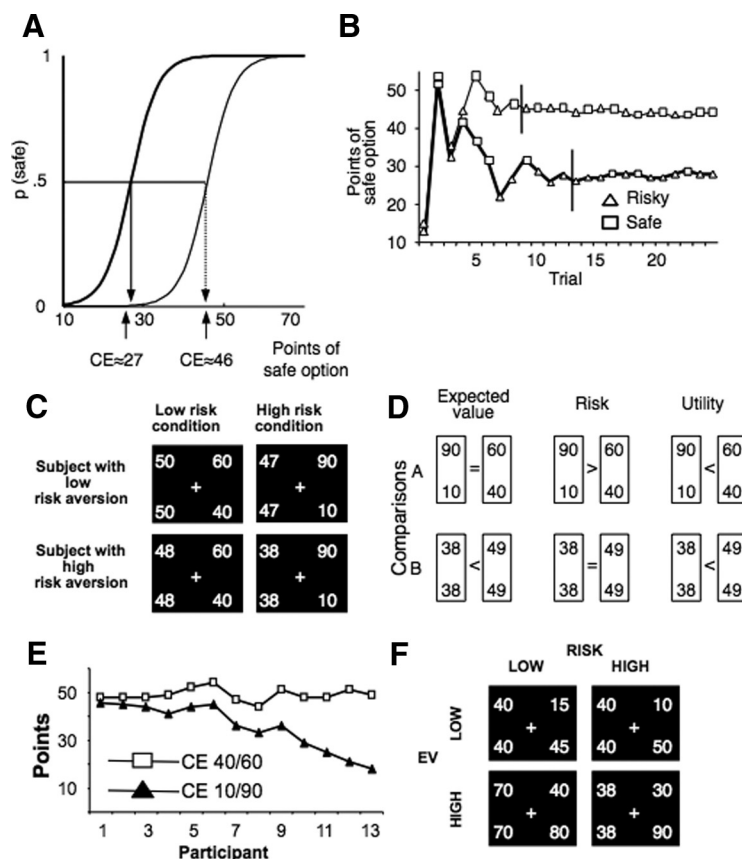 A
1
p (safe)
.5
0
10 30 50 70
CE≈27 CE≈46 Points of
safe option
B
50
40
30
20
10
Points of
safe option
Risky
Safe
5 10 15 20
Trial
C
Low risk
condition
High risk
condition
Subject with
low
risk aversion
50 60
+
50 40
47 90
+
47 10
Subject with
high
risk aversion
48 60
+
48 40
38 90
+
38 10
D
Expected
value
Risk
Utility
Comparisons
A
90 60
=
10 40
90 60
>
10 40
90 60
<
10 40
B
38 49
<
38 49
38 49
=
38 49
38 49
<
38 49
E
50
30
10
Points
CE 40/60
CE 10/90
1 3 5 7 9 11 13
Participant
F
RISK
LOW HIGH
EV
LOW
40 15
+
40 45
40 10
+
40 50
HIGH
70 40
+
70 80
38 30
+
38 90